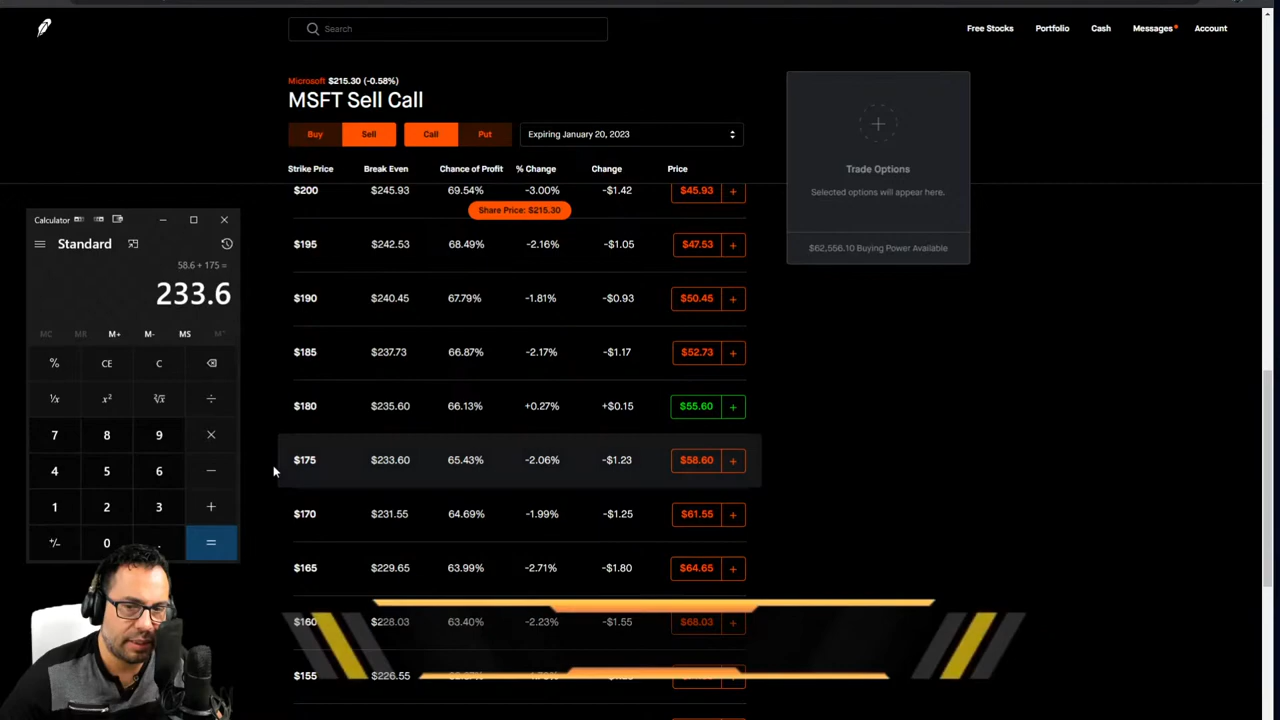 Search
Free Stocks Portfolio Cash Messages Account
Microsoft $215.30 (-0.58%)
MSFT Sell Call
Buy Sell Call Put Expiring January 20, 2023
Strike Price Break Even Chance of Profit % Change Change Price
$200 $245.93 69.54% -3.00% -$1.42 $45.93 +
Share Price: $215.30
$195 $242.53 68.49% -2.16% -$1.05 $47.53 +
$190 $240.45 67.79% -1.81% -$0.93 $50.45 +
$185 $237.73 66.87% -2.17% -$1.17 $52.73 +
$180 $235.60 66.13% +0.27% +$0.15 $55.60 +
$175 $233.60 65.43% -2.06% -$1.23 $58.60 +
$170 $231.55 64.69% -1.99% -$1.25 $61.55 +
$165 $229.65 63.99% -2.71% -$1.80 $64.65 +
$160 $228.03 63.40% -2.23% -$1.55 $68.03 +
$155 $226.55
Trade Options
Selected options will appear here.
$62,556.10 Buying Power Available
Calculator
Standard
58.6 + 175 =
233.6
MC MR M+ M- MS
% CE C
¹/x x² ²√x ÷
7 8 9 ×
4 5 6 −
1 2 3 +
+/- 0 . =